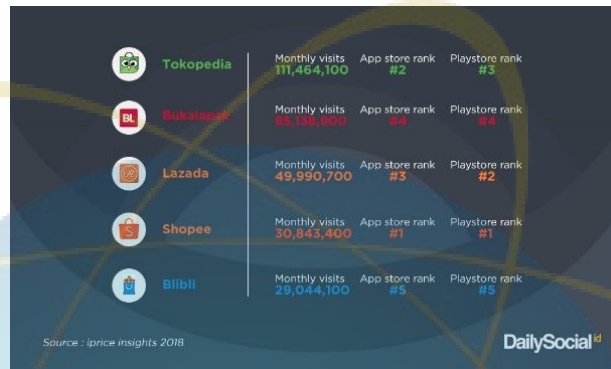 Tokopedia Monthly visits App store rank Playstore rank
111,464,100 #2 #3
BL Bukalapak Monthly visits App store rank Playstore rank
85,138,900 #4 #4
Lazada Monthly visits App store rank Playstore rank
49,990,700 #3 #2
Shopee Monthly visits App store rank Playstore rank
30,843,400 #1 #1
Blibli Monthly visits App store rank Playstore rank
29,044,100 #5 #5
Source : iprice insights 2018
DailySocial id